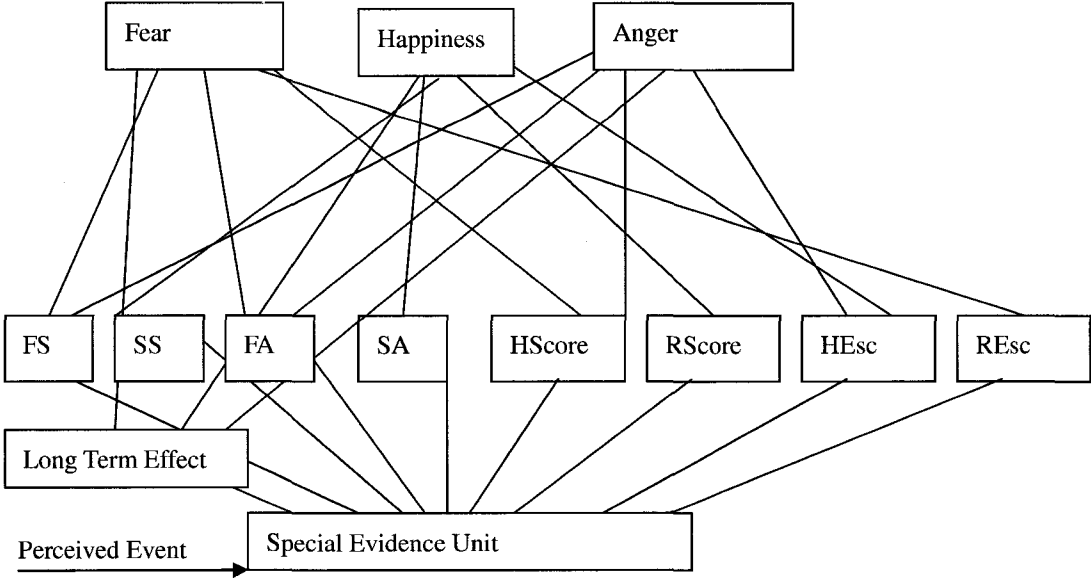 Fear
Happiness
Anger
FS
SS
FA
SA
HScore
RScore
HEsc
REsc
Long Term Effect
Perceived Event
Special Evidence Unit